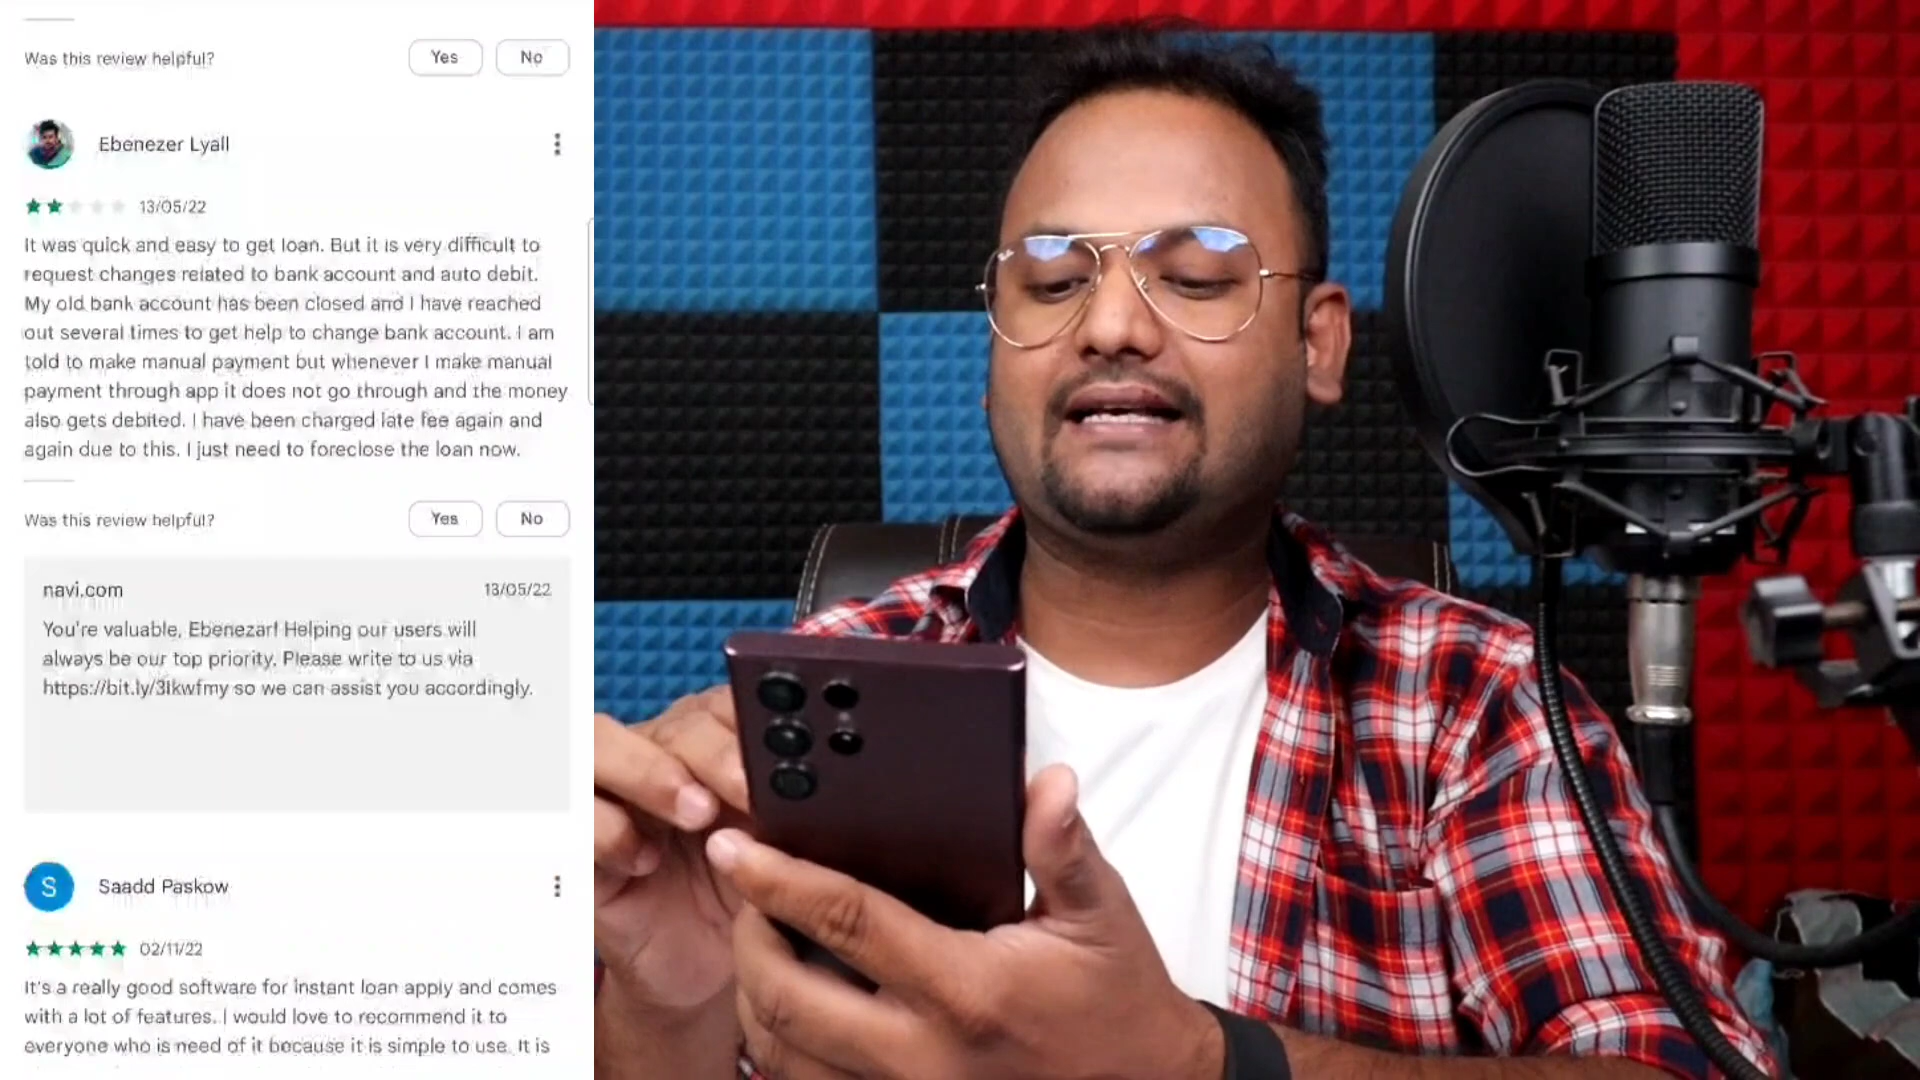 Was this review helpful?
Yes
No
Ebenezer Lyall
13/05/22
It was quick and easy to get loan. But it is very difficult to
request changes related to bank account and auto debit.
My old bank account has been closed and I have reached
out several times to get help to change bank account. I am
told to make manual payment but whenever I make manual
payment through app it does not go through and the money
also gets debited. I have been charged late fee again and
again due to this. I just need to foreclose the loan now.
Was this review helpful?
Yes
No
navi.com
13/05/22
You're valuable, Ebenezar! Helping our users will
always be our top priority. Please write to us via
https://bit.ly/3Ikwfmy so we can assist you accordingly.
S
Saadd Paskow
02/11/22
It's a really good software for instant loan apply and comes
with a lot of features. I would love to recommend it to
everyone who is need of it because it is simple to use. It is